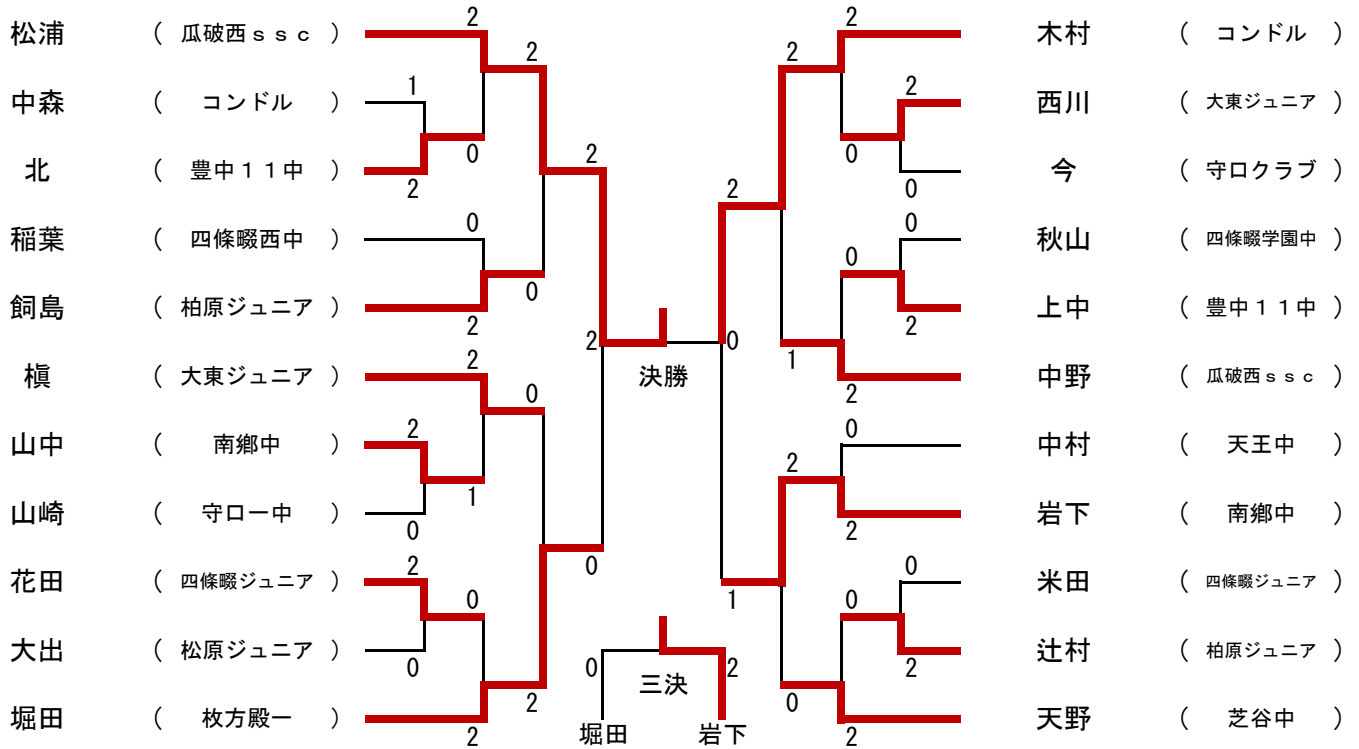 松浦 （ 瓜破西ｓｓｃ ） 2 2 木村 （ コンドル ）
2 2
中森 （ コンドル ） 1 2 西川 （ 大東ジュニア ）
0 0
北 （ 豊中１１中 ） 2 2 2 0 今 （ 守口クラブ ）
稲葉 （ 四條畷西中 ） 0 0 秋山 （ 四條畷学園中 ）
0 0
飼島 （ 柏原ジュニア ） 2 2 上中 （ 豊中１１中 ）
2 0 1
槇 （ 大東ジュニア ） 2 決勝 2 中野 （ 瓜破西ｓｓｃ ）
0
山中 （ 南郷中 ） 2 0 中村 （ 天王中 ）
1 2
山崎 （ 守口一中 ） 0 2 岩下 （ 南郷中 ）
花田 （ 四條畷ジュニア ） 2 0 0 米田 （ 四條畷ジュニア ）
0 1 0
大出 （ 松原ジュニア ） 0 0 三決 2 2 辻村 （ 柏原ジュニア ）
2 0
堀田 （ 枚方殿一 ） 2 堀田 岩下 2 天野 （ 芝谷中 ）